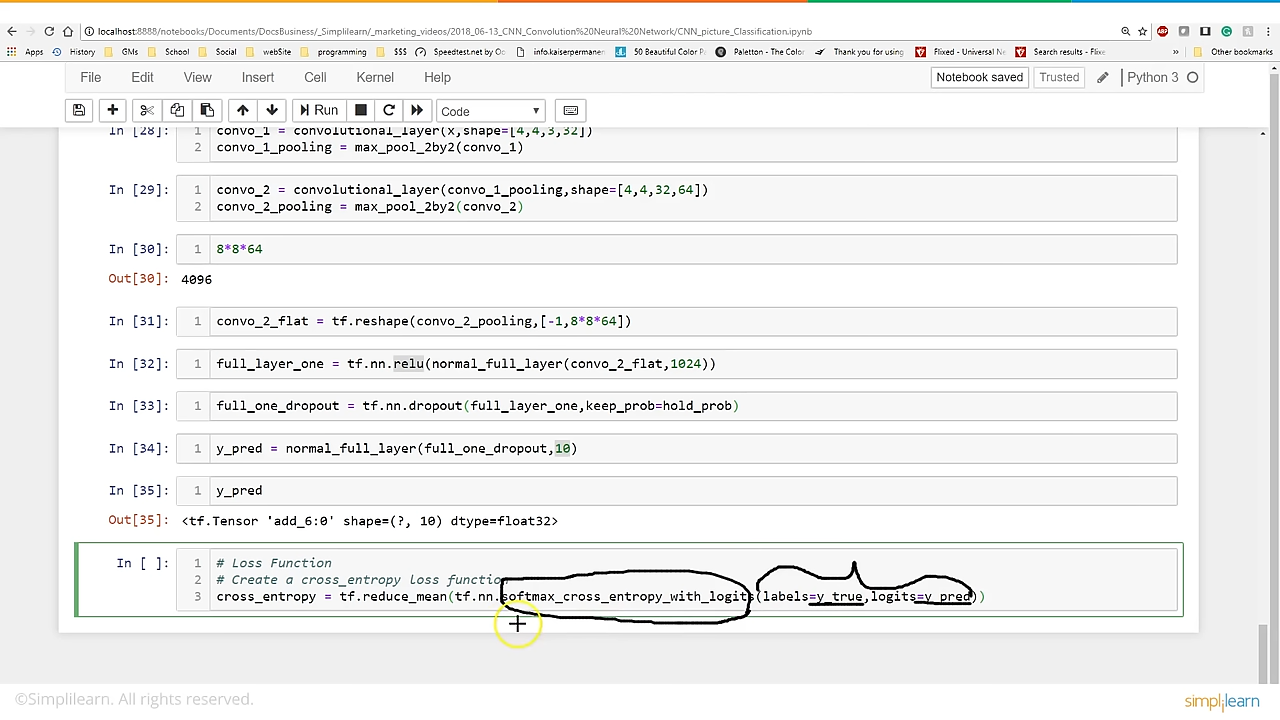 localhost:8888/notebooks/Documents/DocsBusiness/_Simplilearn/_marketing_videos/2018_06_13_CNN_Convolution%20Neural%20Network/CNN_picture_Classification.ipynb
Apps History GMs School Social webSite programming $$$ Speedtest.net by Oo info.kaiserpermanen 50 Beautiful Color P Paletton - The Color Thank you for using Flixed - Universal Ne Search results - Flixe » Other bookmarks
File Edit View Insert Cell Kernel Help Notebook saved Trusted Python 3
Run Code
In [28]: 1 convo_1 = convolutional_layer(x,shape=[4,4,3,32])
2 convo_1_pooling = max_pool_2by2(convo_1)
In [29]: 1 convo_2 = convolutional_layer(convo_1_pooling,shape=[4,4,32,64])
2 convo_2_pooling = max_pool_2by2(convo_2)
In [30]: 1 8*8*64
Out[30]: 4096
In [31]: 1 convo_2_flat = tf.reshape(convo_2_pooling,[-1,8*8*64])
In [32]: 1 full_layer_one = tf.nn.relu(normal_full_layer(convo_2_flat,1024))
In [33]: 1 full_one_dropout = tf.nn.dropout(full_layer_one,keep_prob=hold_prob)
In [34]: 1 y_pred = normal_full_layer(full_one_dropout,10)
In [35]: 1 y_pred
Out[35]: <tf.Tensor 'add_6:0' shape=(?, 10) dtype=float32>
In [ ]: 1 # Loss Function
2 # Create a cross_entropy loss function
3 cross_entropy = tf.reduce_mean(tf.nn.softmax_cross_entropy_with_logits(labels=y_true,logits=y_pred))
©Simplilearn. All rights reserved.
simplilearn